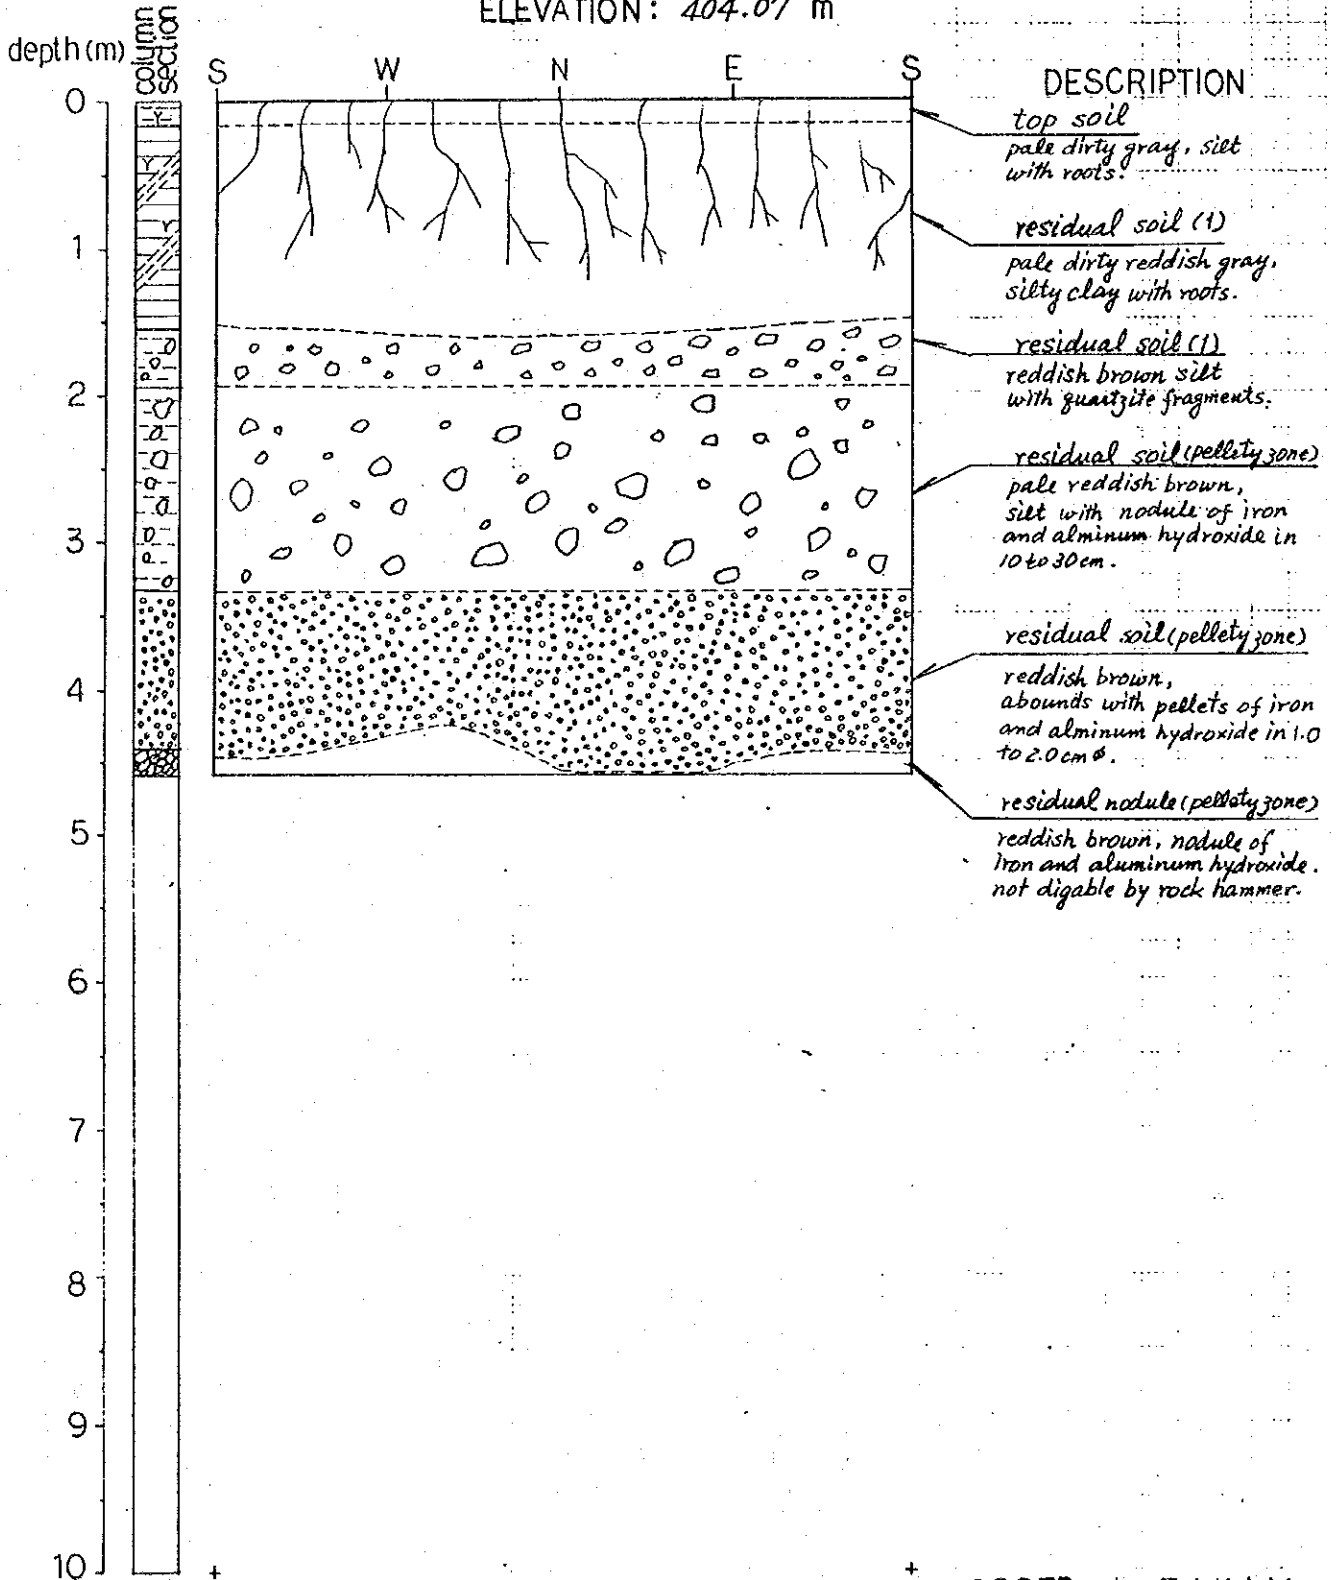 ELEVATION: 404.07 m
depth (m)
column section
S W N E S
DESCRIPTION
0
1
2
3
4
5
6
7
8
9
10
top soil
pale dirty gray, silt
with roots.
residual soil (1)
pale dirty reddish gray,
silty clay with roots.
residual soil (1)
reddish brown silt
with quartzite fragments.
residual soil (pellety zone)
pale reddish brown,
silt with nodule of iron
and alminum hydroxide in
10 to 30 cm.
residual soil (pellety zone)
reddish brown,
abounds with pellets of iron
and alminum hydroxide in 1.0
to 2.0 cm ø.
residual nodule (pellety zone)
reddish brown, nodule of
iron and aluminum hydroxide.
not digable by rock hammer.